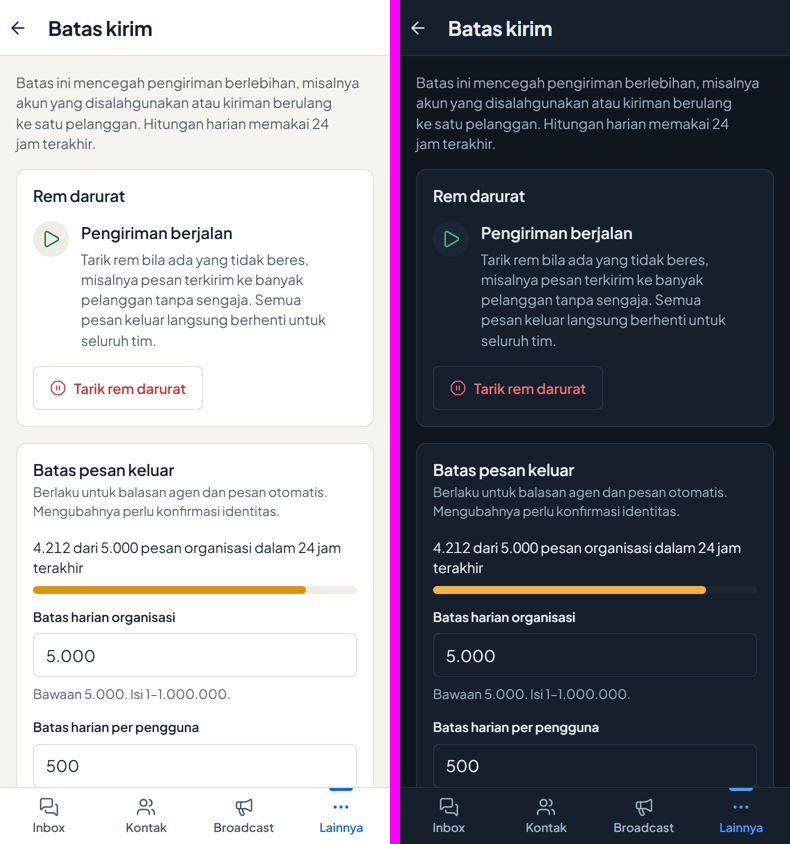 Batas kirim
Batas ini mencegah pengiriman berlebihan, misalnya
akun yang disalahgunakan atau kiriman berulang
ke satu pelanggan. Hitungan harian memakai 24
jam terakhir.
Rem darurat
Pengiriman berjalan
Tarik rem bila ada yang tidak beres,
misalnya pesan terkirim ke banyak
pelanggan tanpa sengaja. Semua
pesan keluar langsung berhenti untuk
seluruh tim.
Tarik rem darurat
Batas pesan keluar
Berlaku untuk balasan agen dan pesan otomatis.
Mengubahnya perlu konfirmasi identitas.
4.212 dari 5.000 pesan organisasi dalam 24 jam
terakhir
Batas harian organisasi
5.000
Bawaan 5.000. Isi 1–1.000.000.
Batas harian per pengguna
500
Inbox
Kontak
Broadcast
Lainnya
Batas kirim
Batas ini mencegah pengiriman berlebihan, misalnya
akun yang disalahgunakan atau kiriman berulang
ke satu pelanggan. Hitungan harian memakai 24
jam terakhir.
Rem darurat
Pengiriman berjalan
Tarik rem bila ada yang tidak beres,
misalnya pesan terkirim ke banyak
pelanggan tanpa sengaja. Semua
pesan keluar langsung berhenti untuk
seluruh tim.
Tarik rem darurat
Batas pesan keluar
Berlaku untuk balasan agen dan pesan otomatis.
Mengubahnya perlu konfirmasi identitas.
4.212 dari 5.000 pesan organisasi dalam 24 jam
terakhir
Batas harian organisasi
5.000
Bawaan 5.000. Isi 1–1.000.000.
Batas harian per pengguna
500
Inbox
Kontak
Broadcast
Lainnya